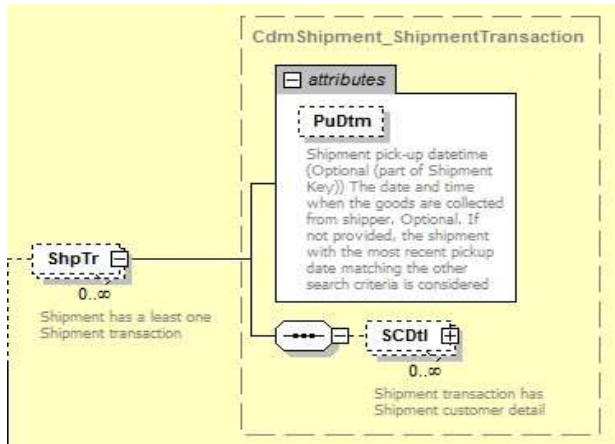 CdmShipment_ShipmentTransaction
attributes
PuDtm
Shipment pick-up datetime
(Optional (part of Shipment
Key)) The date and time
when the goods are collected
from shipper. Optional. If
not provided, the shipment
with the most recent pickup
date matching the other
search criteria is considered
ShpTr
0..∞
Shipment has a least one
Shipment transaction
SCDtl
0..∞
Shipment transaction has
Shipment customer detail